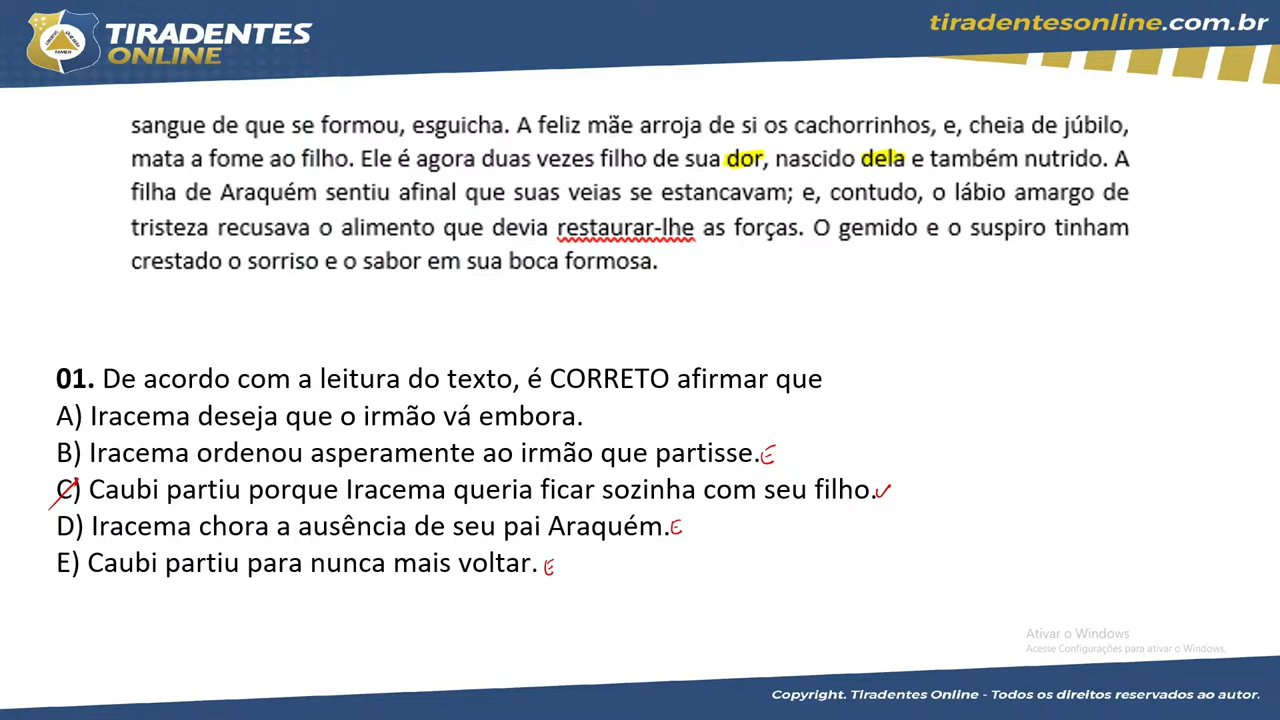 TIRADENTES
ONLINE
tiradentesonline.com.br
sangue de que se formou, esguicha. A feliz mãe arroja de si os cachorrinhos, e, cheia de júbilo,
mata a fome ao filho. Ele é agora duas vezes filho de sua dor, nascido dela e também nutrido. A
filha de Araquém sentiu afinal que suas veias se estancavam; e, contudo, o lábio amargo de
tristeza recusava o alimento que devia restaurar-lhe as forças. O gemido e o suspiro tinham
crestado o sorriso e o sabor em sua boca formosa.
01. De acordo com a leitura do texto, é CORRETO afirmar que
A) Iracema deseja que o irmão vá embora.
B) Iracema ordenou asperamente ao irmão que partisse. E
C) Caubi partiu porque Iracema queria ficar sozinha com seu filho. ✓
D) Iracema chora a ausência de seu pai Araquém. E
E) Caubi partiu para nunca mais voltar. E
Ativar o Windows
Acesse Configurações para ativar o Windows.
Copyright. Tiradentes Online - Todos os direitos reservados ao autor.